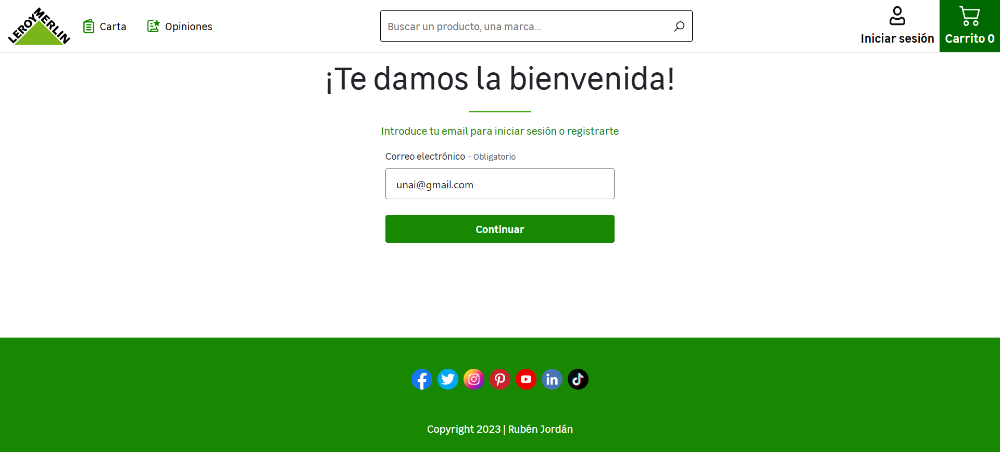 LEROY MERLIN
Carta
Opiniones
Buscar un producto, una marca...
Iniciar sesión
Carrito 0
¡Te damos la bienvenida!
Introduce tu email para iniciar sesión o registrarte
Correo electrónico - Obligatorio
unai@gmail.com
Continuar
Copyright 2023 | Rubén Jordán